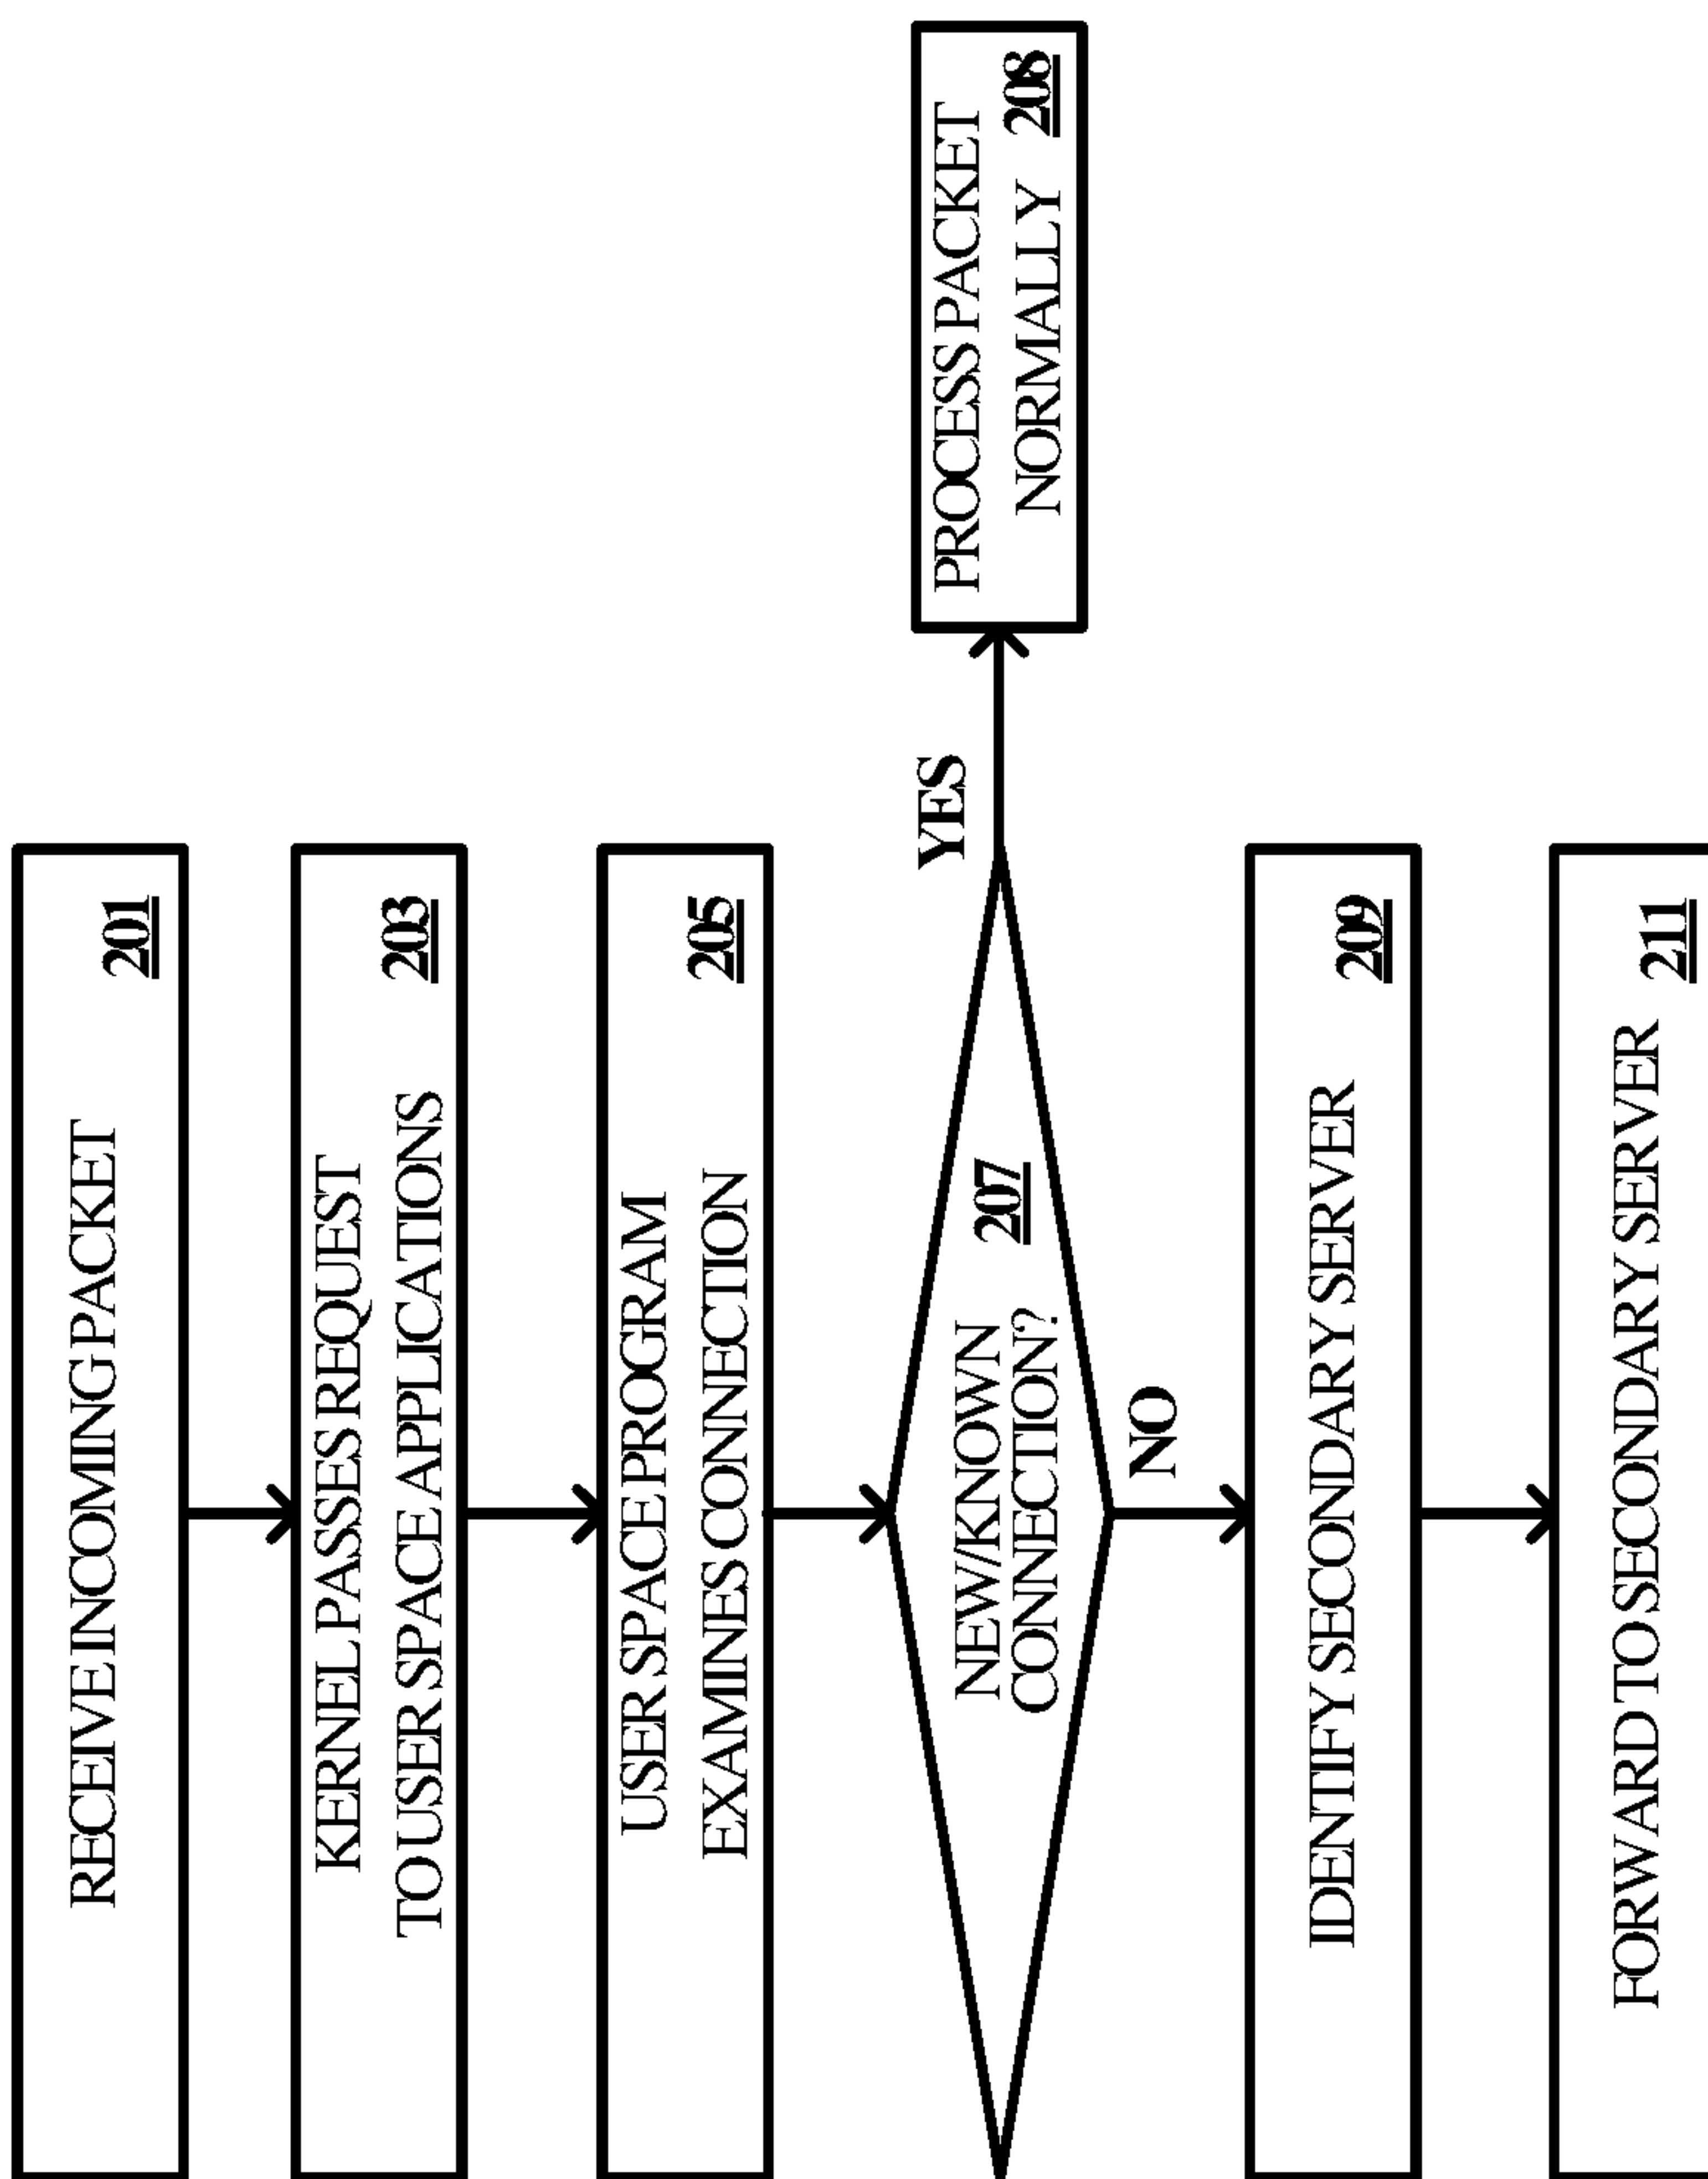 RECEIVE INCOMING PACKET
201
KERNEL PASSES REQUEST
TO USER SPACE APPLICATIONS
203
USER SPACE PROGRAM
EXAMINES CONNECTION
205
NEW/KNOWN
CONNECTION?
207
YES
PROCESS PACKET
NORMALLY 208
NO
IDENTIFY SECONDARY SERVER
209
FORWARD TO SECONDARY SERVER
211